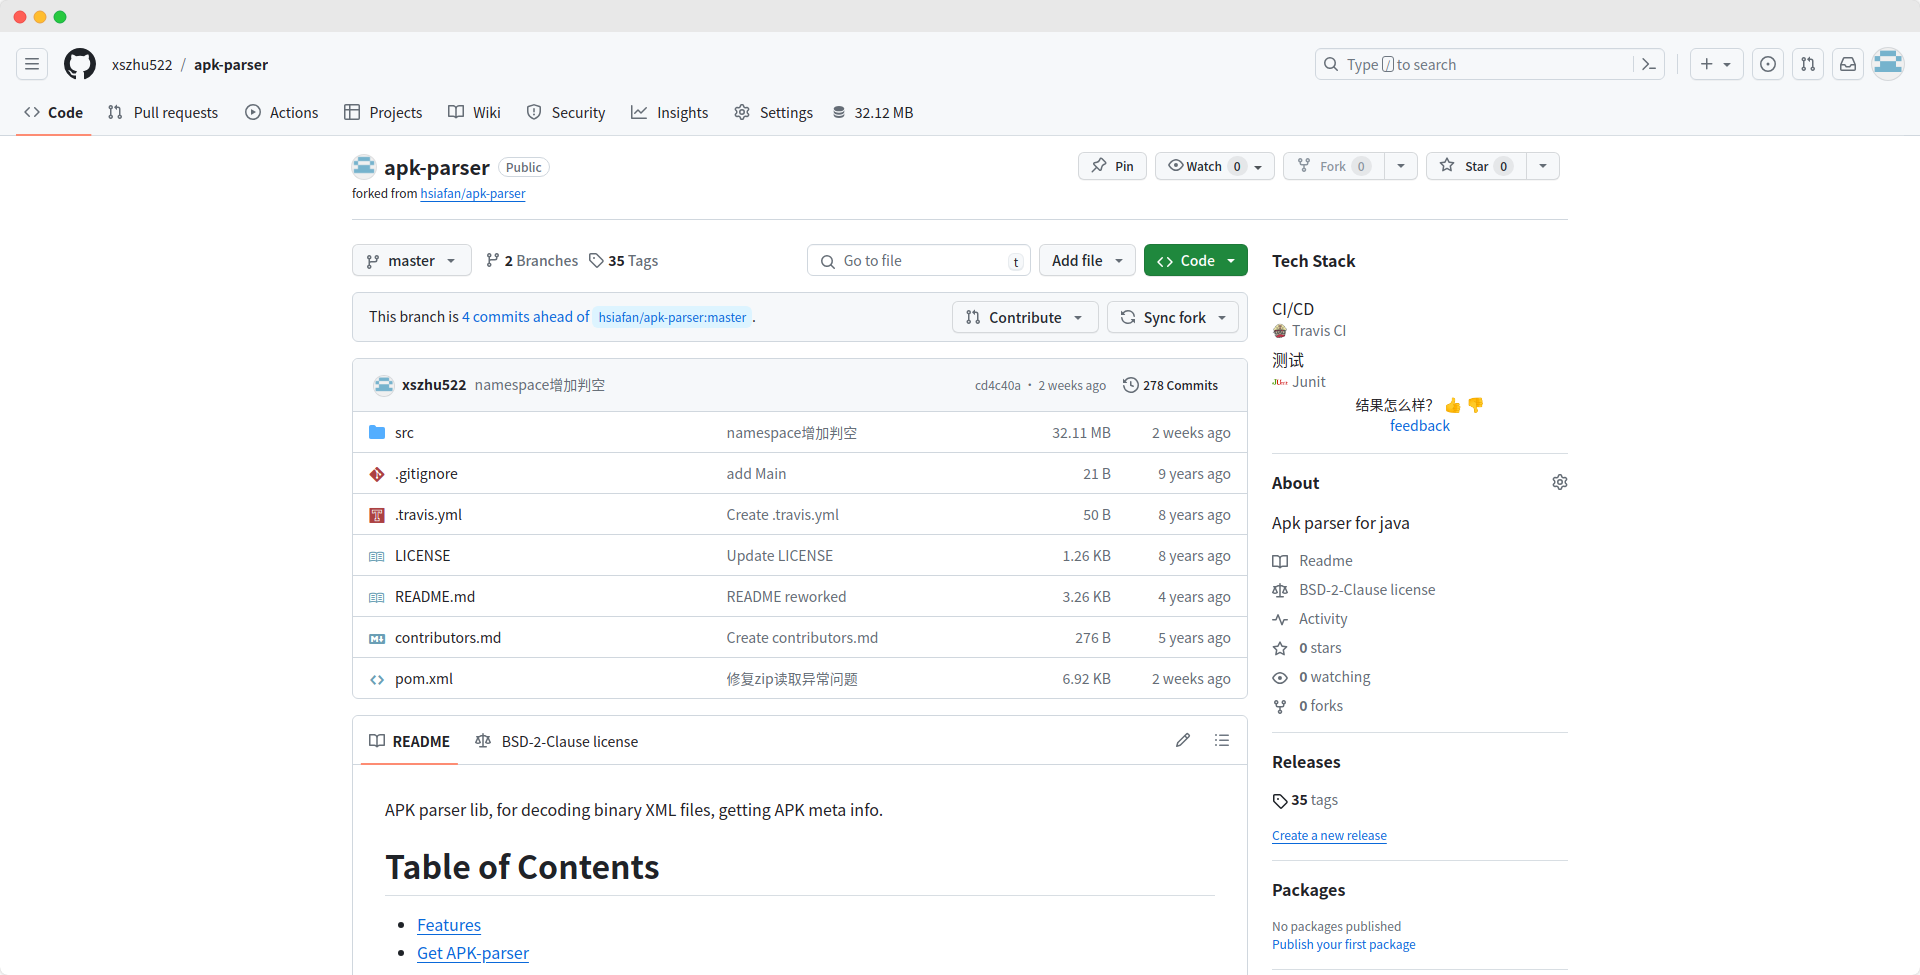 xszhu522 / apk-parser
Type / to search
Code Pull requests Actions Projects Wiki Security Insights Settings 32.12 MB
apk-parser Public
Pin Watch 0 Fork 0 Star 0
forked from hsiafan/apk-parser
master 2 Branches 35 Tags
Go to file t
Add file
Code
This branch is 4 commits ahead of hsiafan/apk-parser:master .
Contribute
Sync fork
xszhu522 namespace增加判空 cd4c40a · 2 weeks ago 278 Commits
src namespace增加判空 32.11 MB 2 weeks ago
.gitignore add Main 21 B 9 years ago
.travis.yml Create .travis.yml 50 B 8 years ago
LICENSE Update LICENSE 1.26 KB 8 years ago
README.md README reworked 3.26 KB 4 years ago
contributors.md Create contributors.md 276 B 5 years ago
pom.xml 修复zip读取异常问题 6.92 KB 2 weeks ago
README BSD-2-Clause license
APK parser lib, for decoding binary XML files, getting APK meta info.
Table of Contents
Features
Get APK-parser
Tech Stack
CI/CD
Travis CI
测试
Junit
结果怎么样？ 👍 👎
feedback
About
Apk parser for java
Readme
BSD-2-Clause license
Activity
0 stars
0 watching
0 forks
Releases
35 tags
Create a new release
Packages
No packages published
Publish your first package